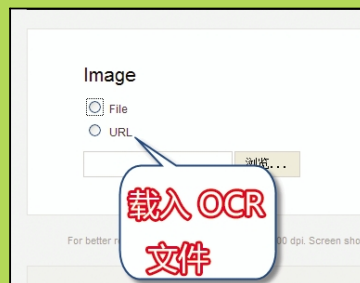 Image
File
URL
浏览...
载入 OCR
文件
For better r
00 dpi. Screen sho